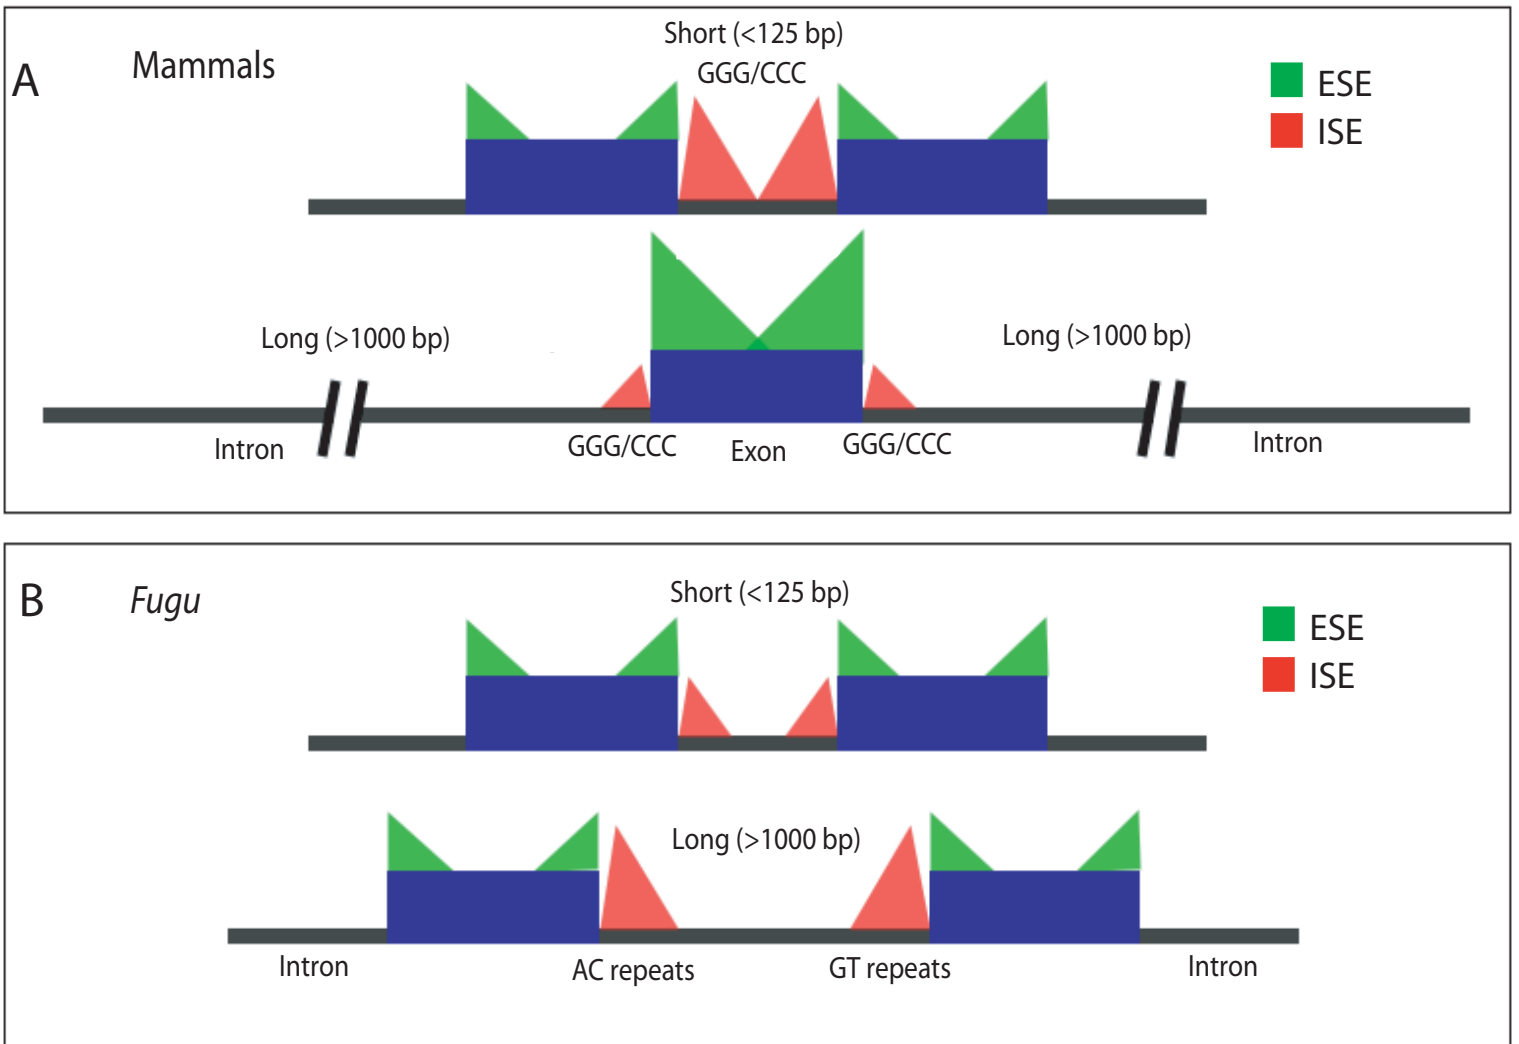 A
Mammals
Short (<125 bp)
GGG/CCC
ESE
ISE
Long (>1000 bp)
Long (>1000 bp)
Intron
GGG/CCC
Exon
GGG/CCC
Intron
B
Fugu
Short (<125 bp)
ESE
ISE
Long (>1000 bp)
Intron
AC repeats
GT repeats
Intron